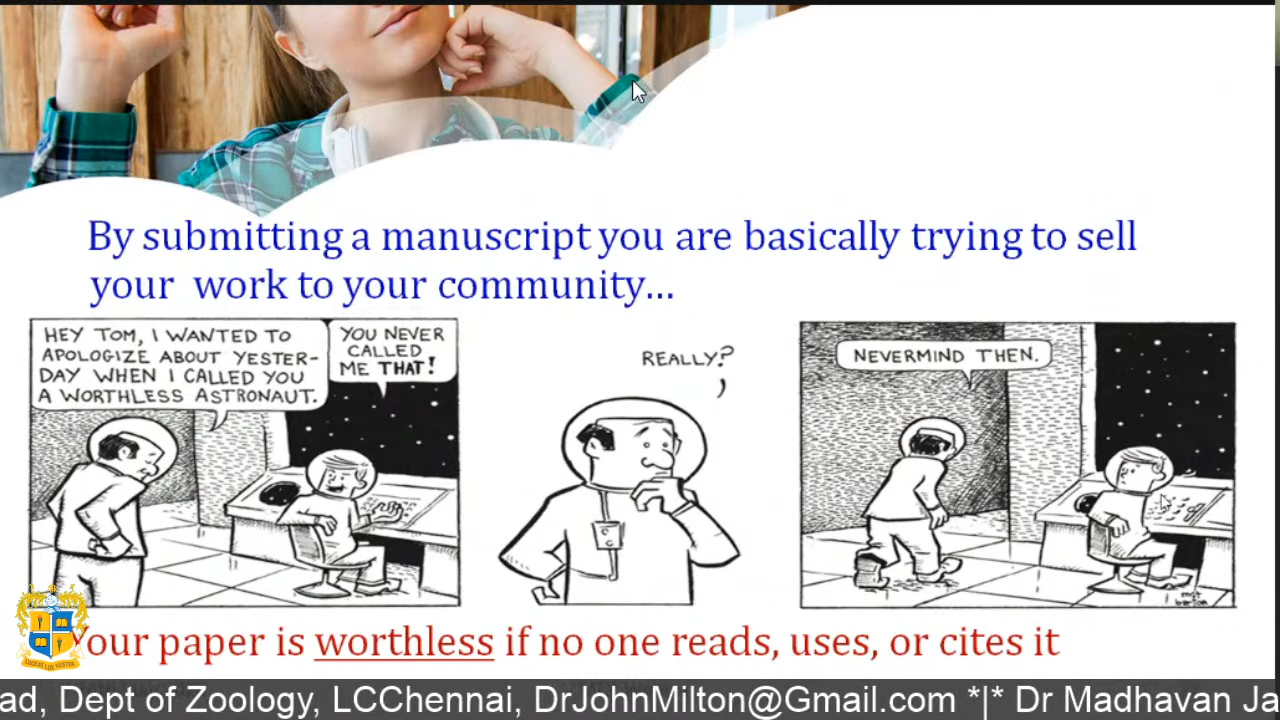 By submitting a manuscript you are basically trying to sell
your work to your community...
HEY TOM, I WANTED TO
APOLOGIZE ABOUT YESTER-
DAY WHEN I CALLED YOU
A WORTHLESS ASTRONAUT.
YOU NEVER
CALLED
ME THAT!
REALLY?
NEVERMIND THEN.
Your paper is worthless if no one reads, uses, or cites it
ad, Dept of Zoology, LCChennai, DrJohnMilton@Gmail.com *|* Dr Madhavan Ja